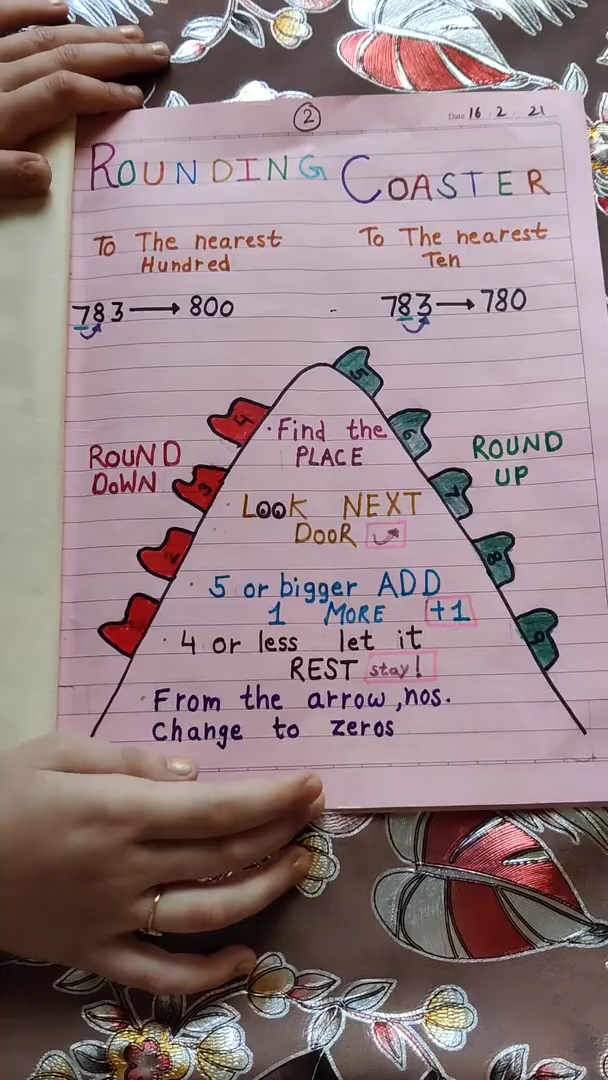 2
Date 16 2 21
ROUNDING COASTER
To The nearest
Hundred
To The nearest
Ten
783 → 800
783 → 780
5
4
6
3
7
2
8
9
ROUND
DOWN
ROUND
UP
· Find the
PLACE
· LOOK NEXT
DOOR
· 5 or bigger ADD
1 MORE +1
· 4 or less let it
REST stay!
· From the arrow, nos.
Change to zeros